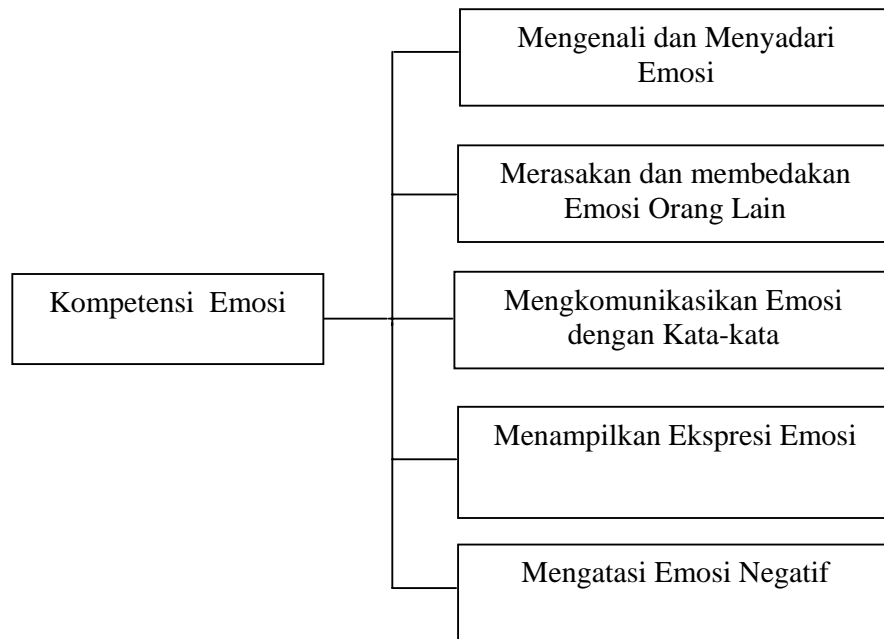 Mengenali dan Menyadari
Emosi
Merasakan dan membedakan
Emosi Orang Lain
Kompetensi  Emosi
Mengkomunikasikan Emosi
dengan Kata-kata
Menampilkan Ekspresi Emosi
Mengatasi Emosi Negatif